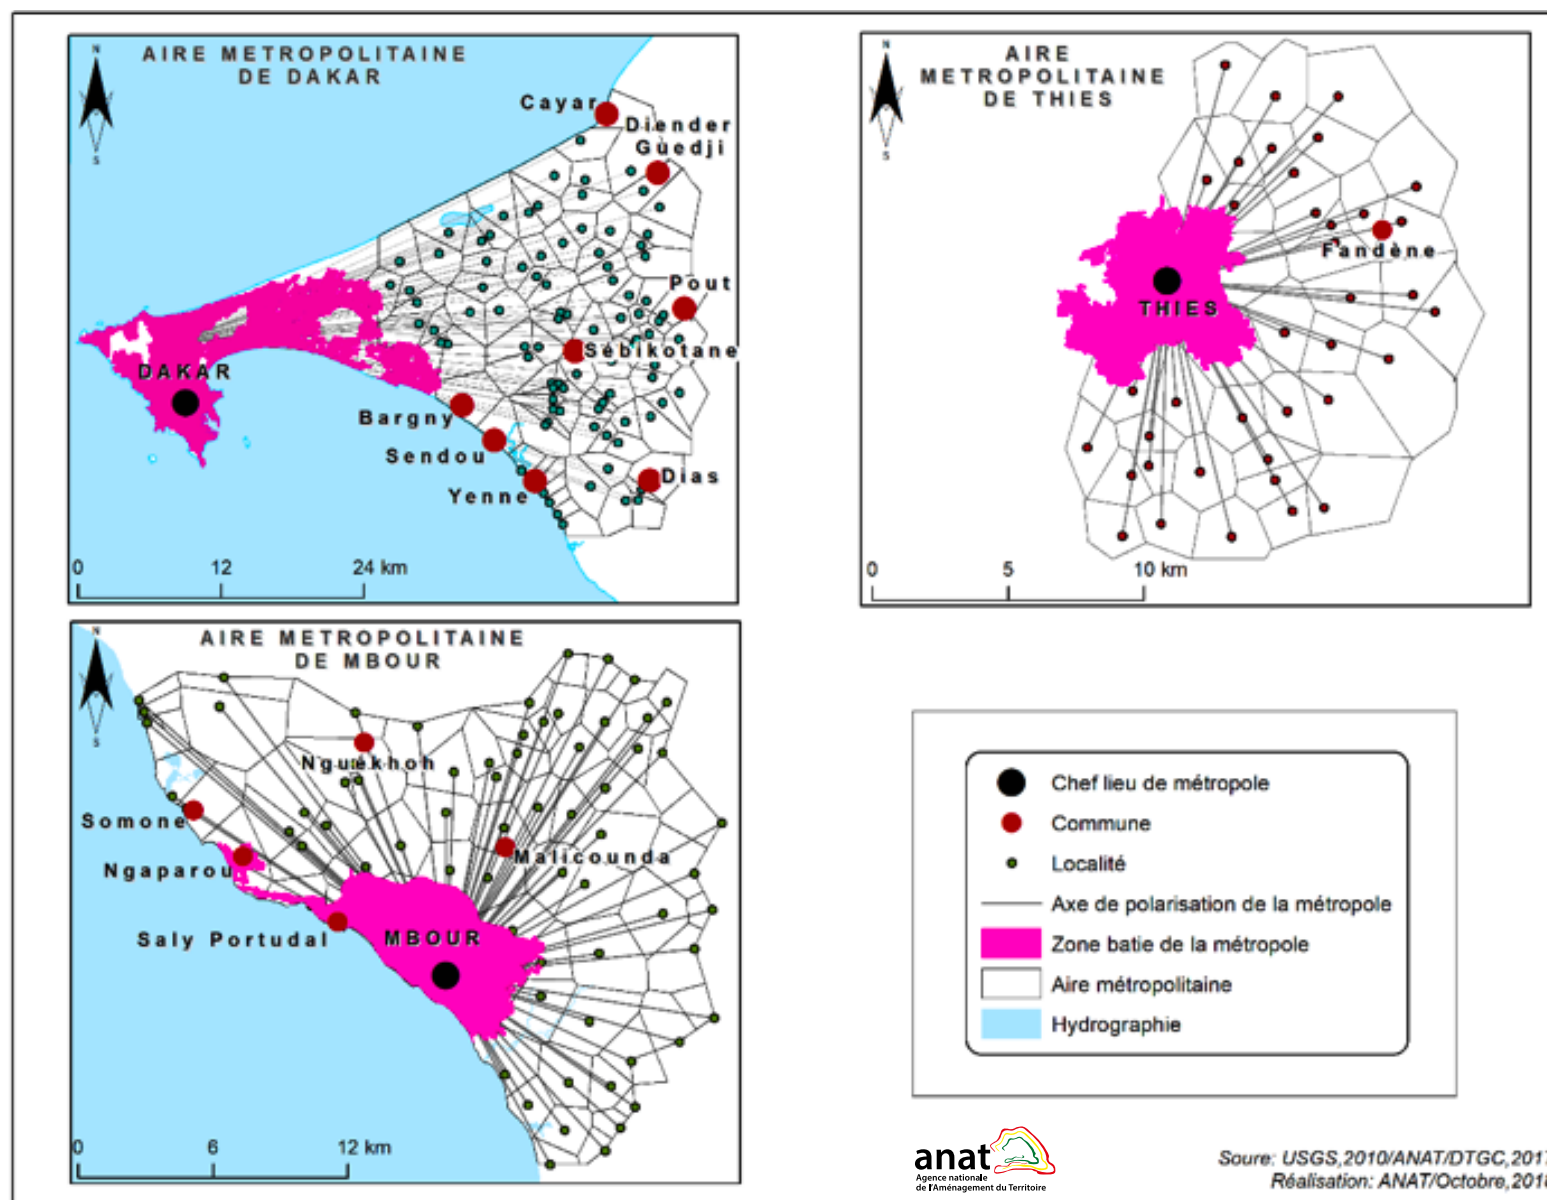 AIRE METROPOLITAINE
DE DAKAR
N
S
Cayar
Diender
Guedji
Pout
Sébikotane
DAKAR
Bargny
Sendou
Yenne
Dias
0 12 24 km
AIRE
METROPOLITAINE
DE THIES
N
S
Fandène
THIES
0 5 10 km
AIRE METROPOLITAINE
DE MBOUR
N
S
Nguékhoh
Somone
Malicounda
Ngaparou
Saly Portudal
MBOUR
0 6 12 km
Chef lieu de métropole
Commune
Localité
Axe de polarisation de la métropole
Zone batie de la métropole
Aire métropolitaine
Hydrographie
anat
Agence nationale
de l'Aménagement du Territoire
Soure: USGS,2010/ANAT/DTGC,2017
Réalisation: ANAT/Octobre,2018